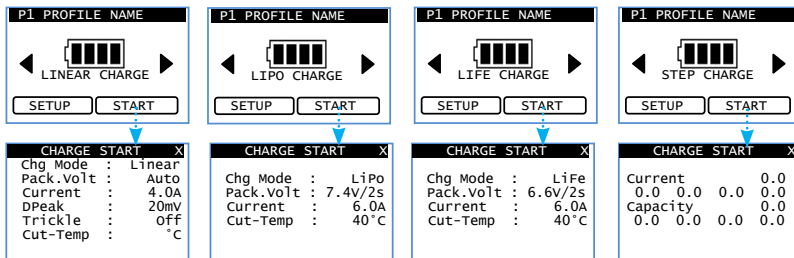 P1 PROFILE NAME
LINEAR CHARGE
SETUP START
CHARGE START X
Chg Mode : Linear
Pack.Volt : Auto
Current : 4.0A
DPeak : 20mV
Trickle : Off
Cut-Temp : °C
P1 PROFILE NAME
LIPO CHARGE
SETUP START
CHARGE START X
Chg Mode : LiPo
Pack.Volt : 7.4V/2s
Current : 6.0A
Cut-Temp : 40°C
P1 PROFILE NAME
LIFE CHARGE
SETUP START
CHARGE START X
Chg Mode : LiFe
Pack.Volt : 6.6V/2s
Current : 6.0A
Cut-Temp : 40°C
P1 PROFILE NAME
STEP CHARGE
SETUP START
CHARGE START X
Current 0.0
0.0 0.0 0.0 0.0
Capacity 0.0
0.0 0.0 0.0 0.0